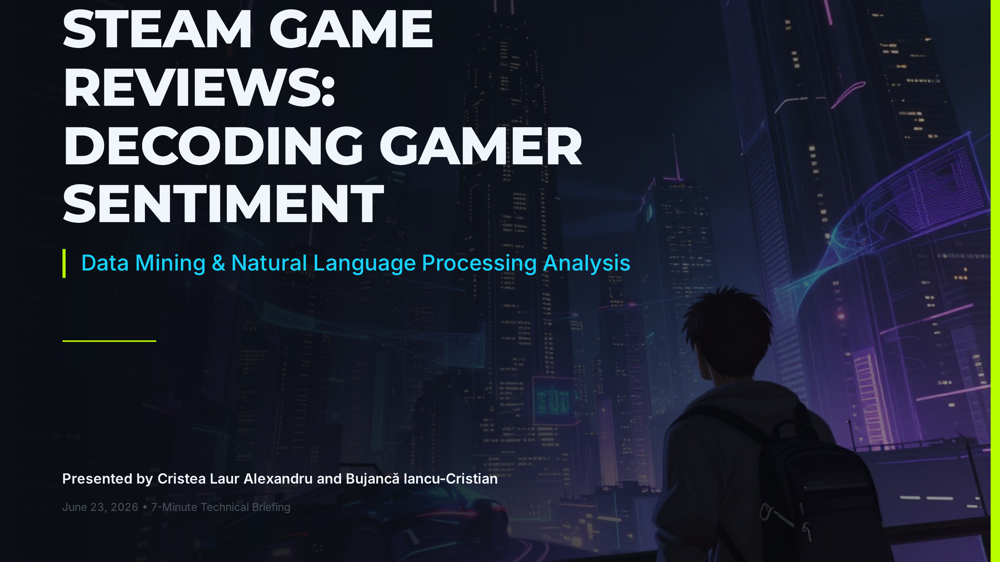 STEAM GAME
REVIEWS:
DECODING GAMER
SENTIMENT
Data Mining & Natural Language Processing Analysis
Presented by Cristea Laur Alexandru and Bujancă Iancu-Cristian
June 23, 2026 • 7-Minute Technical Briefing